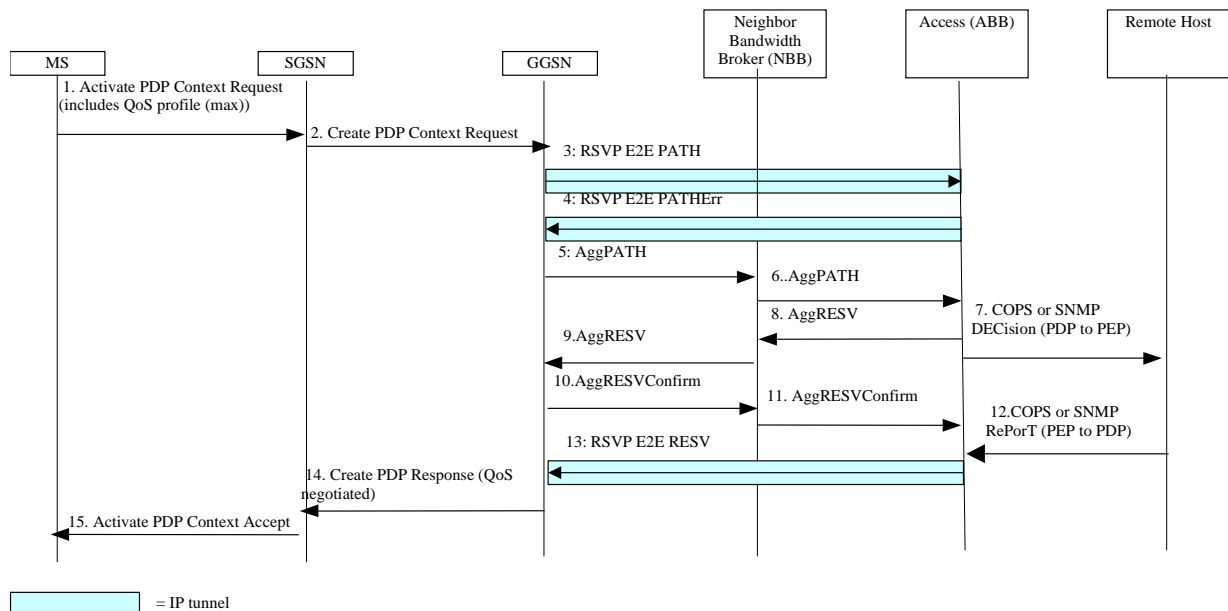 Neighbor
Bandwidth
Broker (NBB)
Access (ABB)
Remote Host
MS
SGSN
GGSN
1. Activate PDP Context Request
(includes QoS profile (max))
2. Create PDP Context Request
3: RSVP E2E PATH
4: RSVP E2E PATHErr
5: AggPATH
6..AggPATH
7. COPS or SNMP
DECision (PDP to PEP)
8. AggRESV
9.AggRESV
10.AggRESVConfirm
11. AggRESVConfirm
12.COPS or SNMP
RePorT (PEP to PDP)
13: RSVP E2E RESV
14. Create PDP Response (QoS
negotiated)
15. Activate PDP Context Accept
= IP tunnel